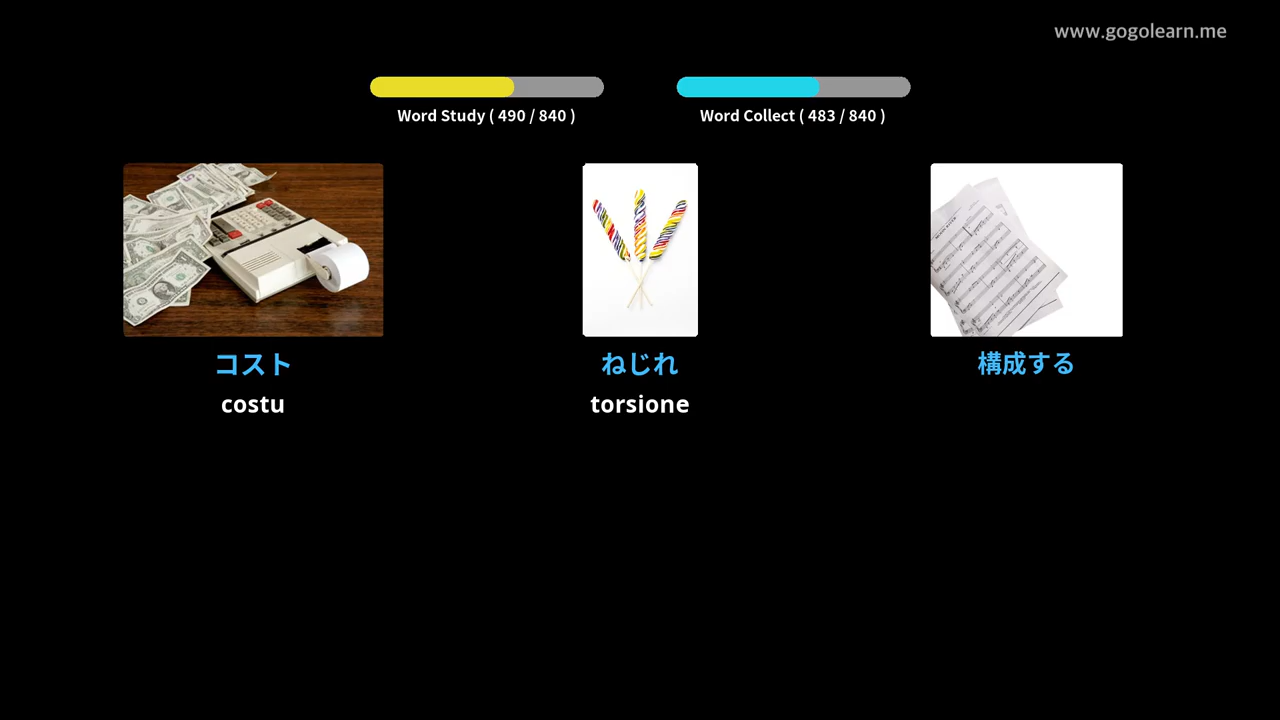 www.gogolearn.me
Word Study ( 490 / 840 )
Word Collect ( 483 / 840 )
コスト
ねじれ
構成する
costu
torsione